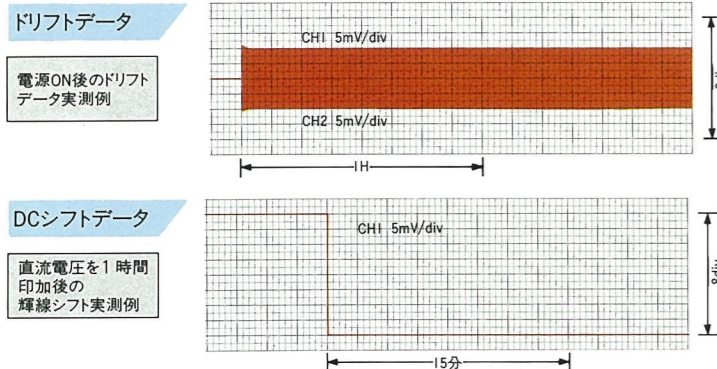 ドリフトデータ
電源ON後のドリフト
データ実測例
CH1 5mV/div
CH2 5mV/div
1H
DCシフトデータ
直流電圧を1時間
印加後の
輝線シフト実測例
CH1 5mV/div
8div
15分